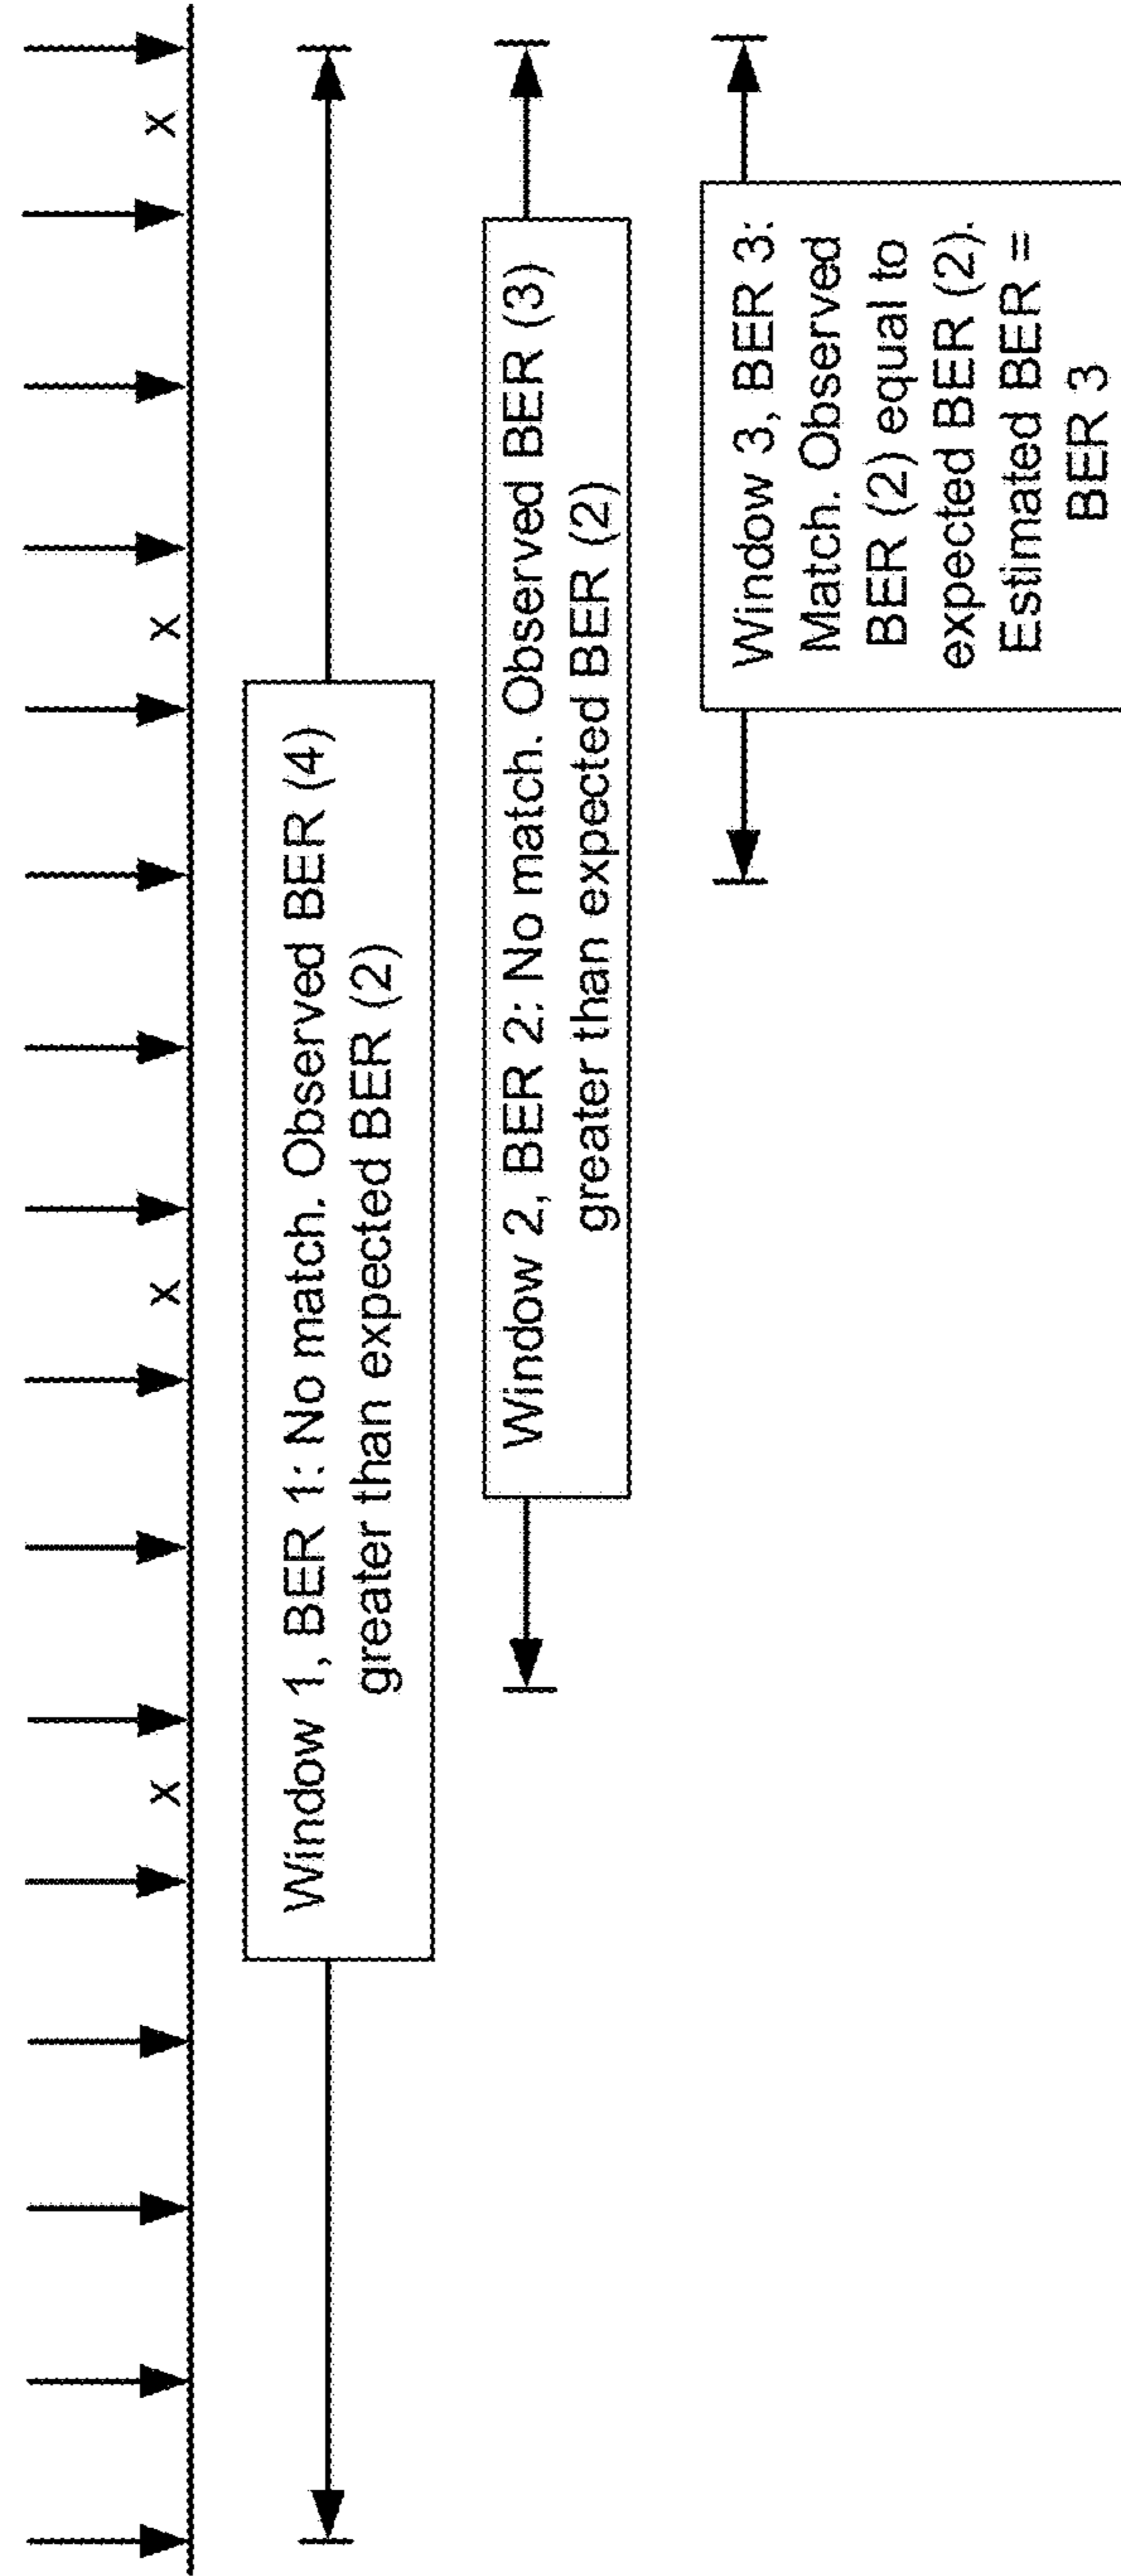 x x x x
Window 1, BER 1: No match. Observed BER (4)
greater than expected BER (2)
Window 2, BER 2: No match. Observed BER (3)
greater than expected BER (2)
Window 3, BER 3:
Match. Observed
BER (2) equal to
expected BER (2).
Estimated BER =
BER 3